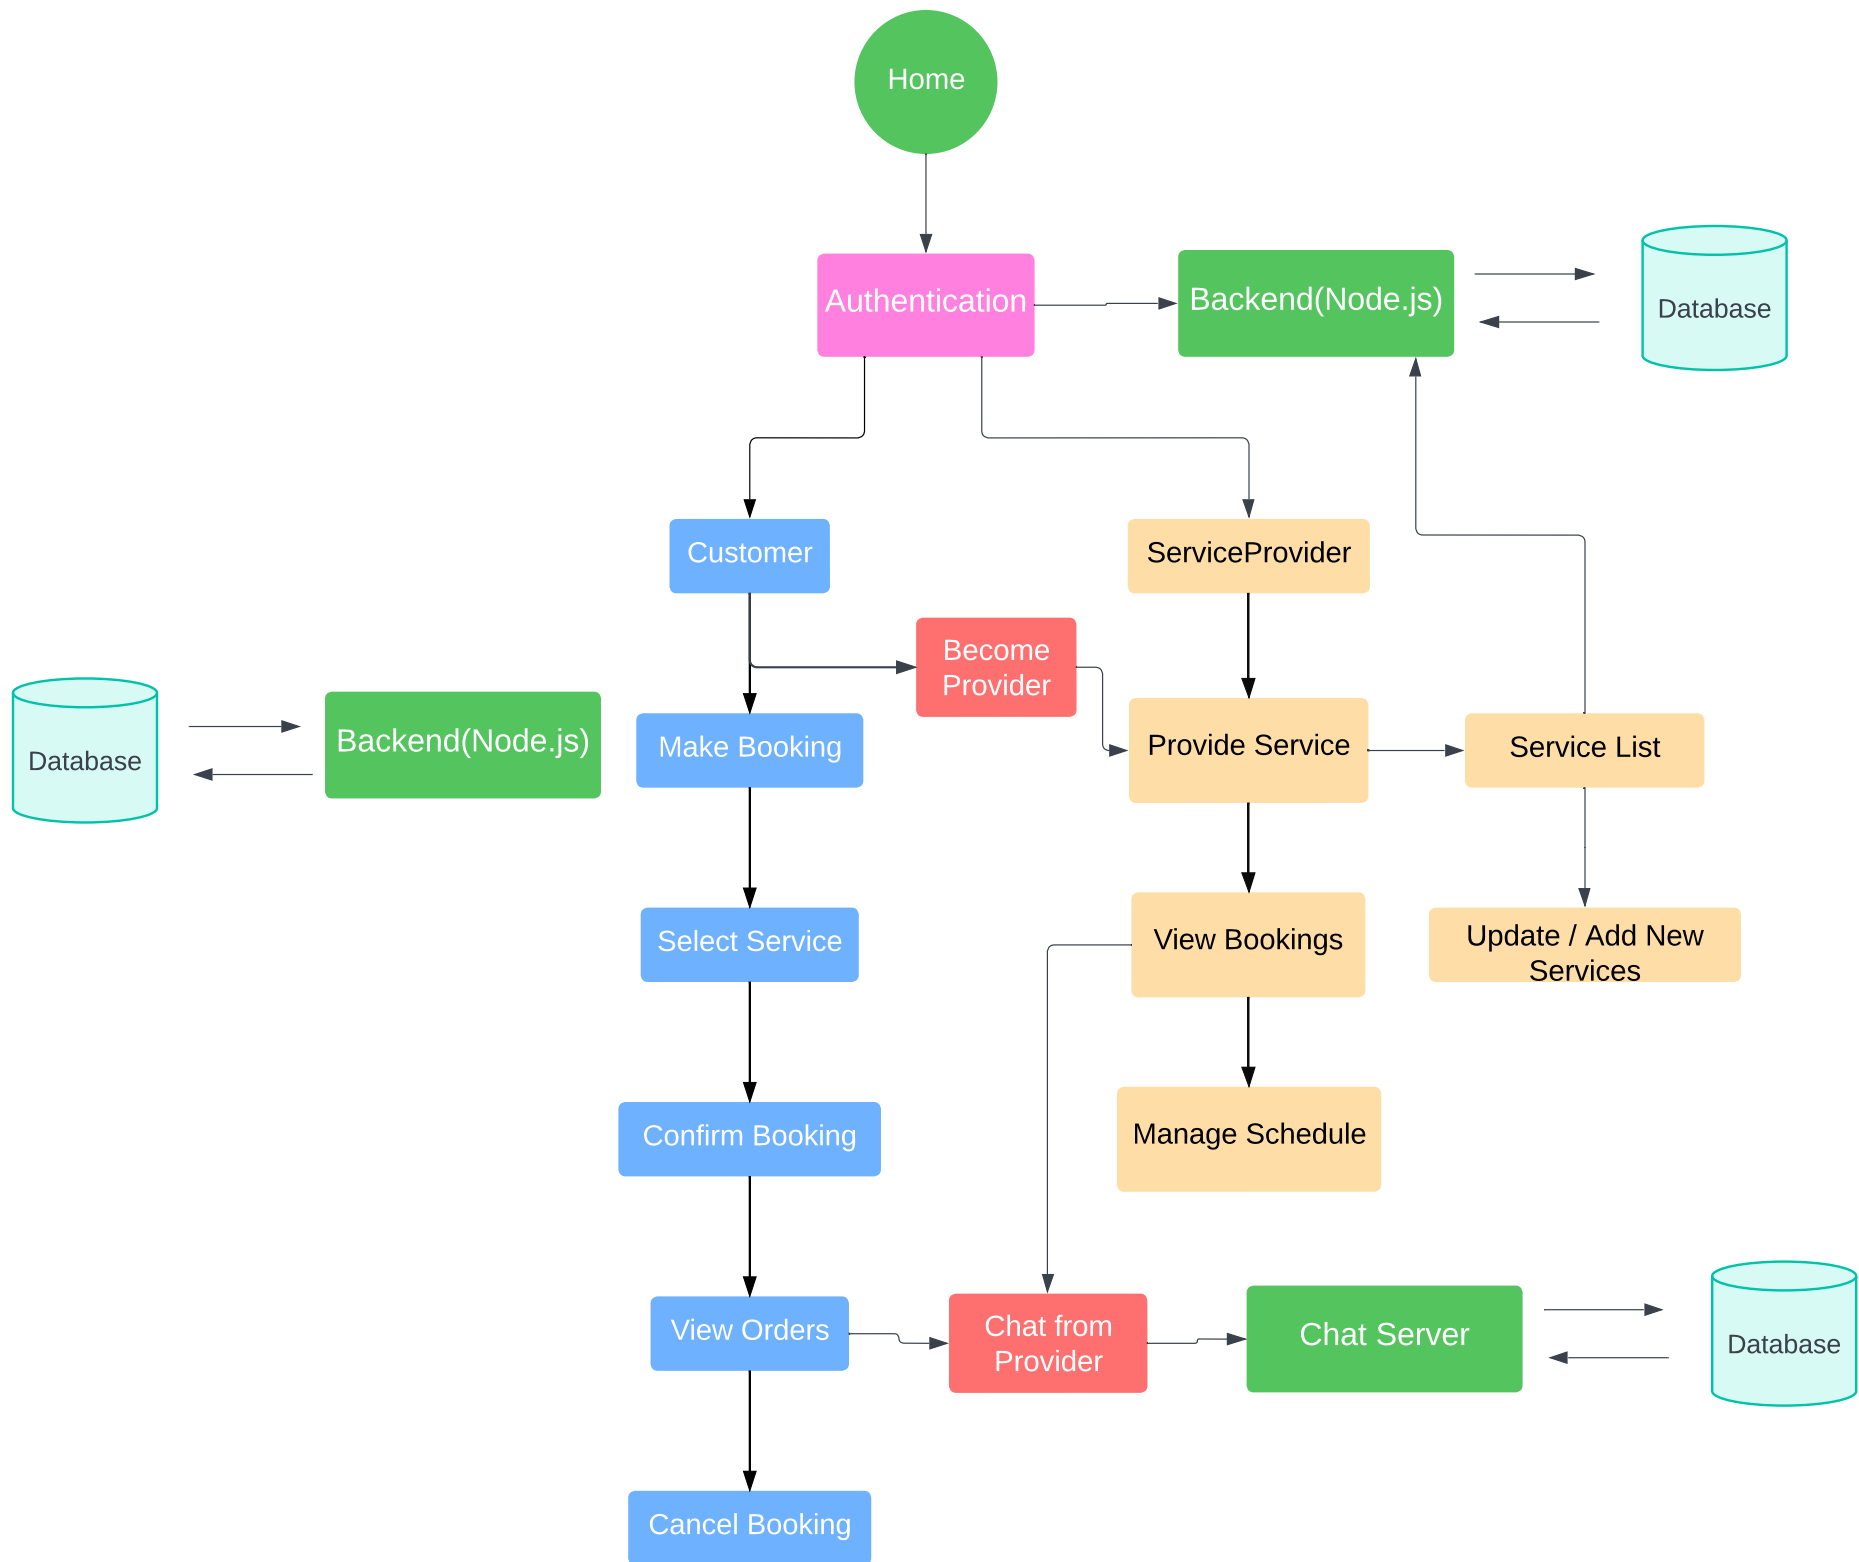 Home
Authentication
Backend(Node.js)
Database
Customer
ServiceProvider
Become
Provider
Database
Backend(Node.js)
Make Booking
Provide Service
Service List
Select Service
View Bookings
Update / Add New
Services
Confirm Booking
Manage Schedule
View Orders
Chat from
Provider
Chat Server
Database
Cancel Booking